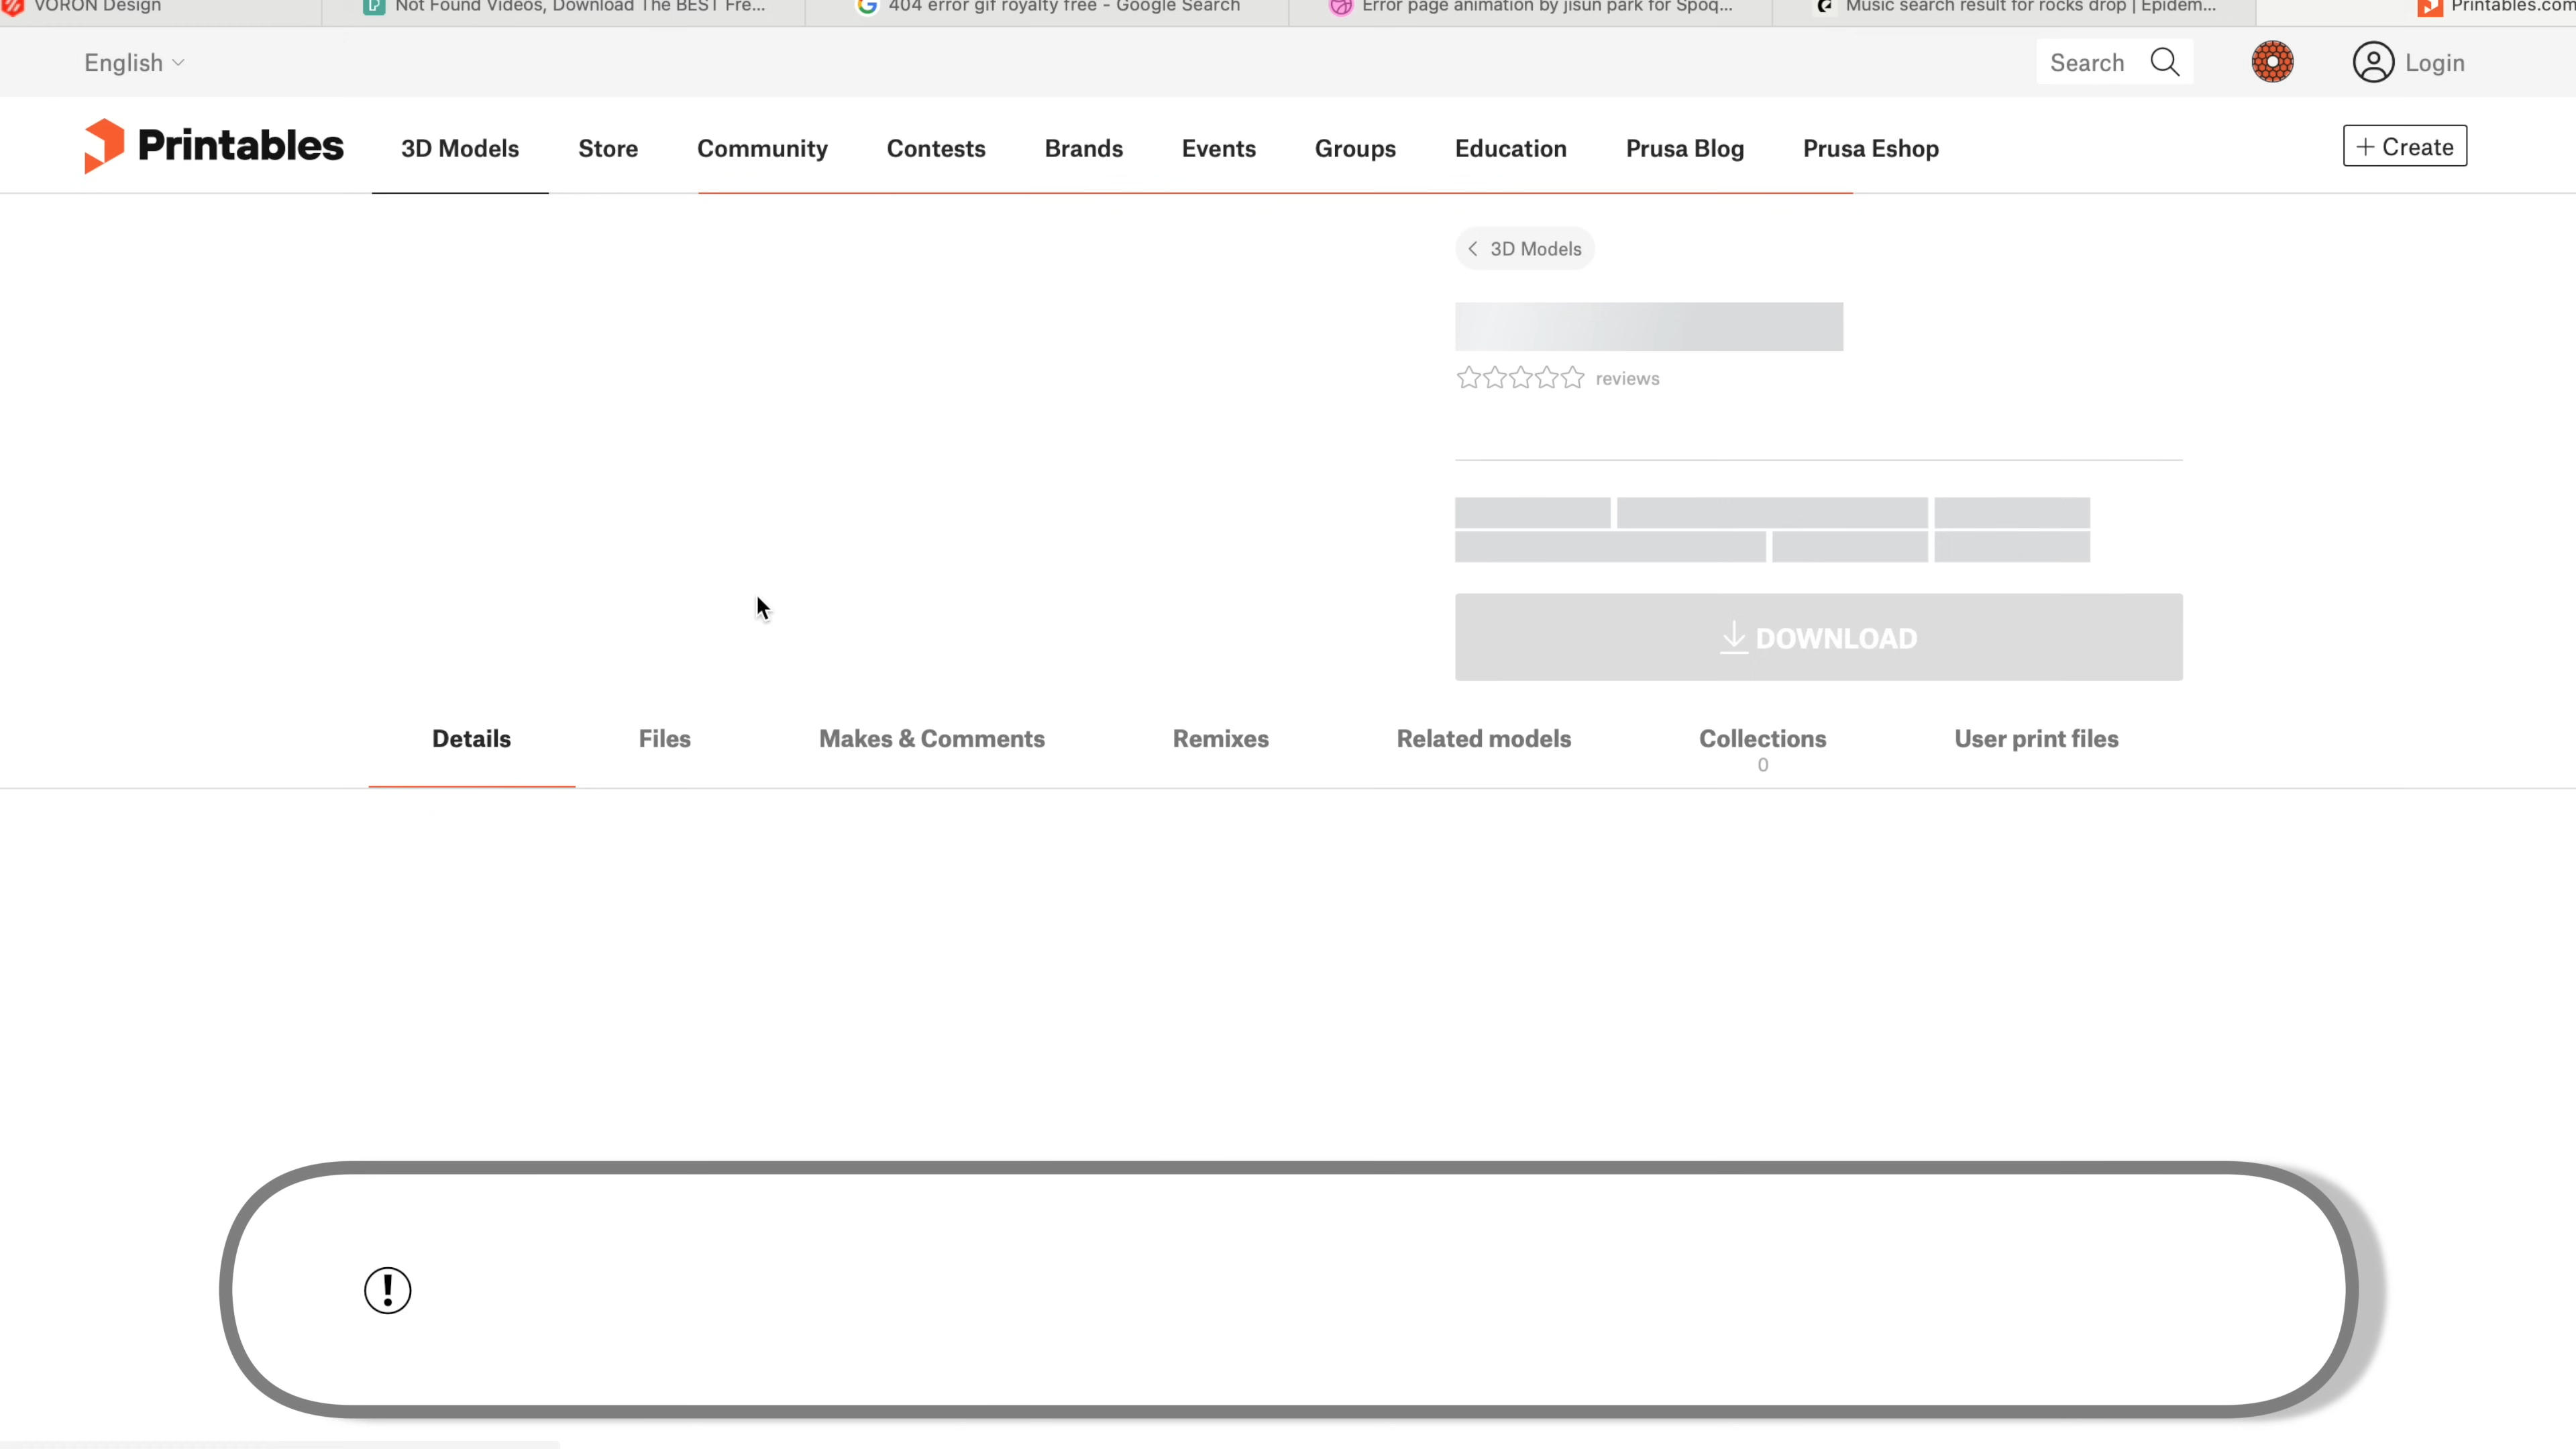 VORON Design
Not Found Videos, Download The BEST Fre...
404 error gif royalty free - Google Search
Error page animation by jisun park for Spoq...
Music search result for rocks drop | Epidem...
Printables.com
English
Search
Login
Printables
3D Models
Store
Community
Contests
Brands
Events
Groups
Education
Prusa Blog
Prusa Eshop
+ Create
3D Models
reviews
DOWNLOAD
Details
Files
Makes & Comments
Remixes
Related models
Collections
0
User print files
!